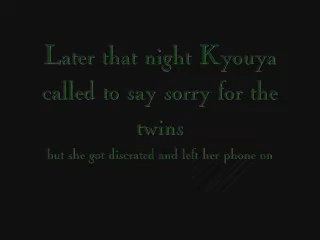 Later that night Kyouya
called to say sorry for the
twins
but she got discrated and left her phone on